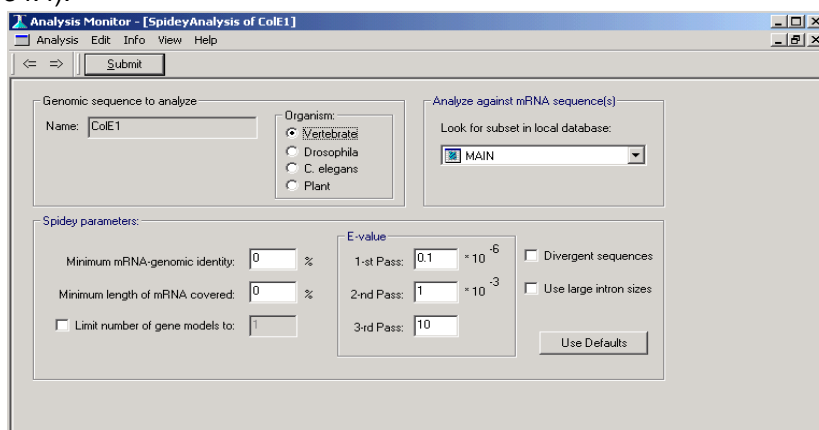 Analysis Monitor - [SpideyAnalysis of ColE1]
Analysis Edit Info View Help
Submit
Genomic sequence to analyze
Name: ColE1
Organism:
Vertebrate
Drosophila
C. elegans
Plant
Analyze against mRNA sequence(s)
Look for subset in local database:
MAIN
Spidey parameters:
Minimum mRNA-genomic identity: 0 %
Minimum length of mRNA covered: 0 %
Limit number of gene models to: 1
E-value
1-st Pass: 0.1 * 10 -6
2-nd Pass: 1 * 10 -3
3-rd Pass: 10
Divergent sequences
Use large intron sizes
Use Defaults